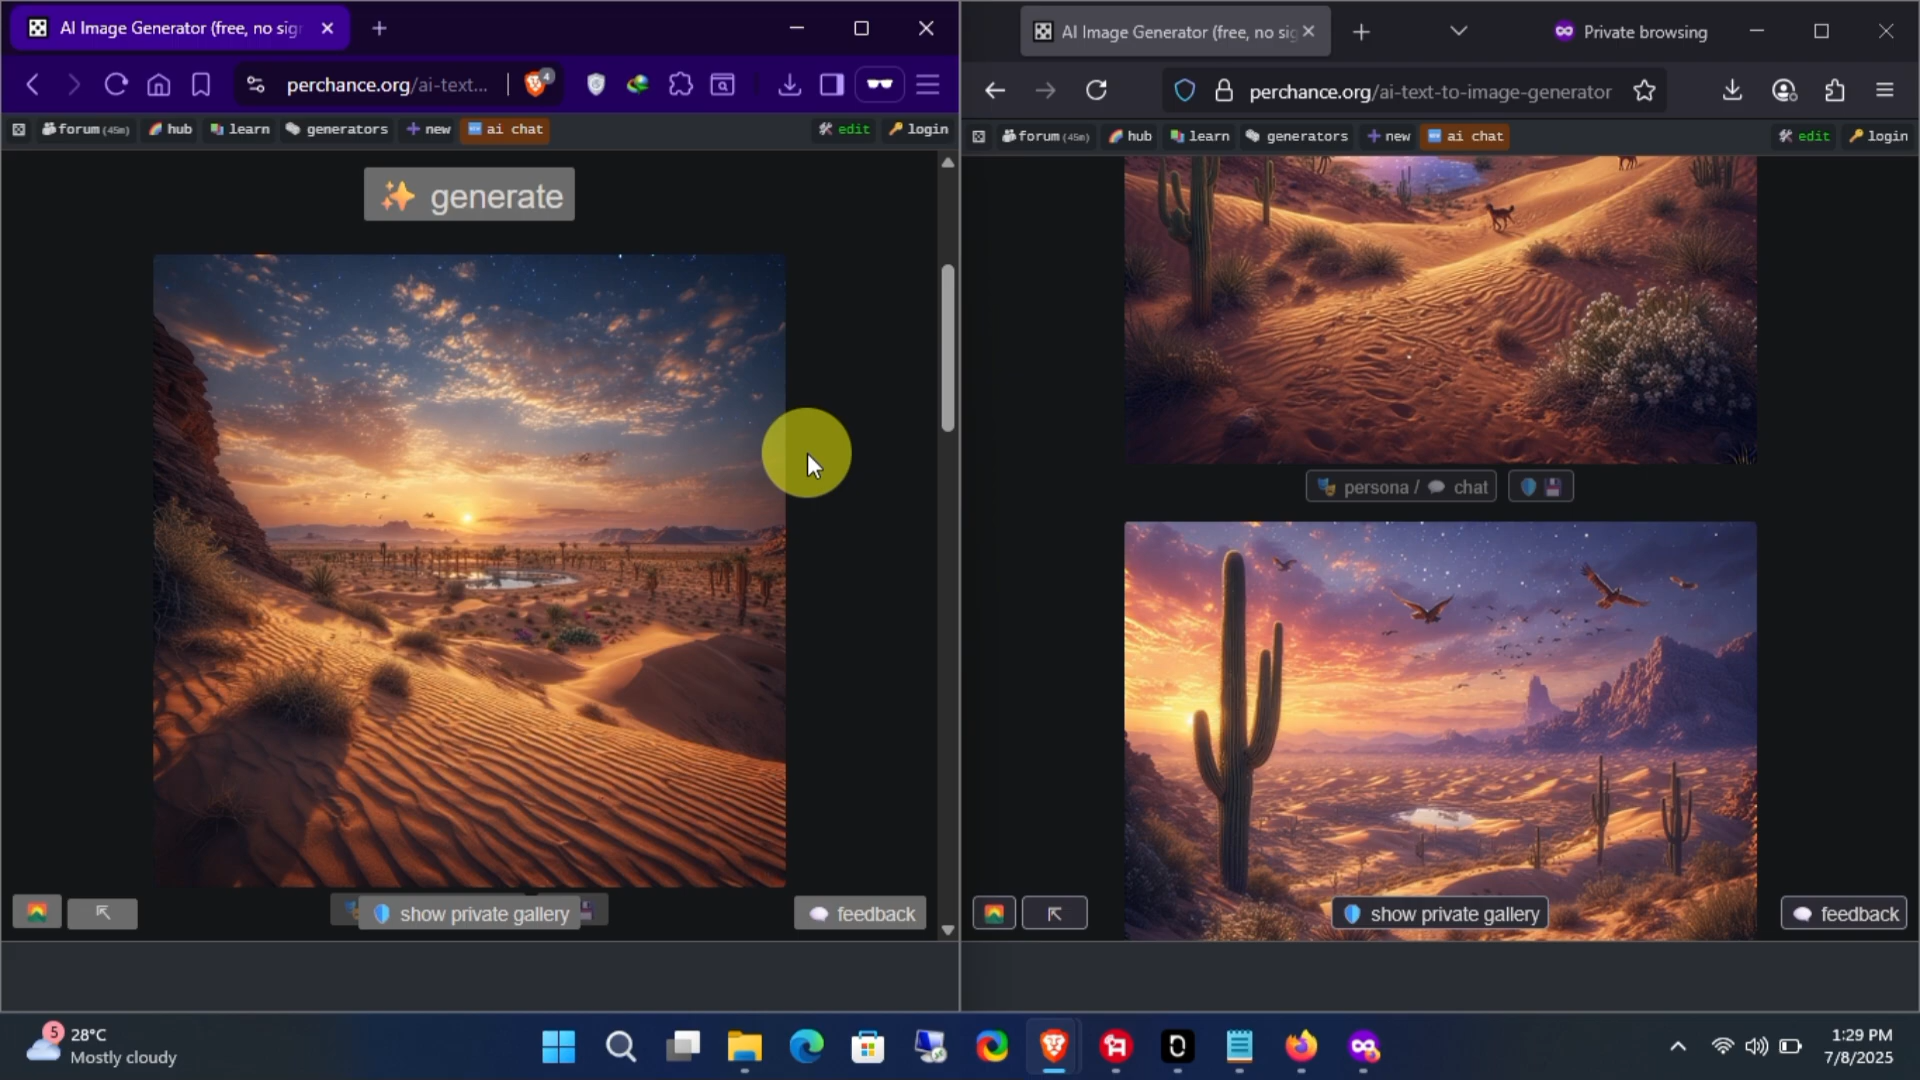 AI Image Generator (free, no sig
perchance.org/ai-text...
4
forum (45m) hub learn generators new ai chat edit login
generate
show private gallery
feedback
AI Image Generator (free, no sig
Private browsing
perchance.org/ai-text-to-image-generator
forum (45m) hub learn generators new ai chat edit login
persona / chat
show private gallery
feedback
5
28°C
Mostly cloudy
1:29 PM
7/8/2025